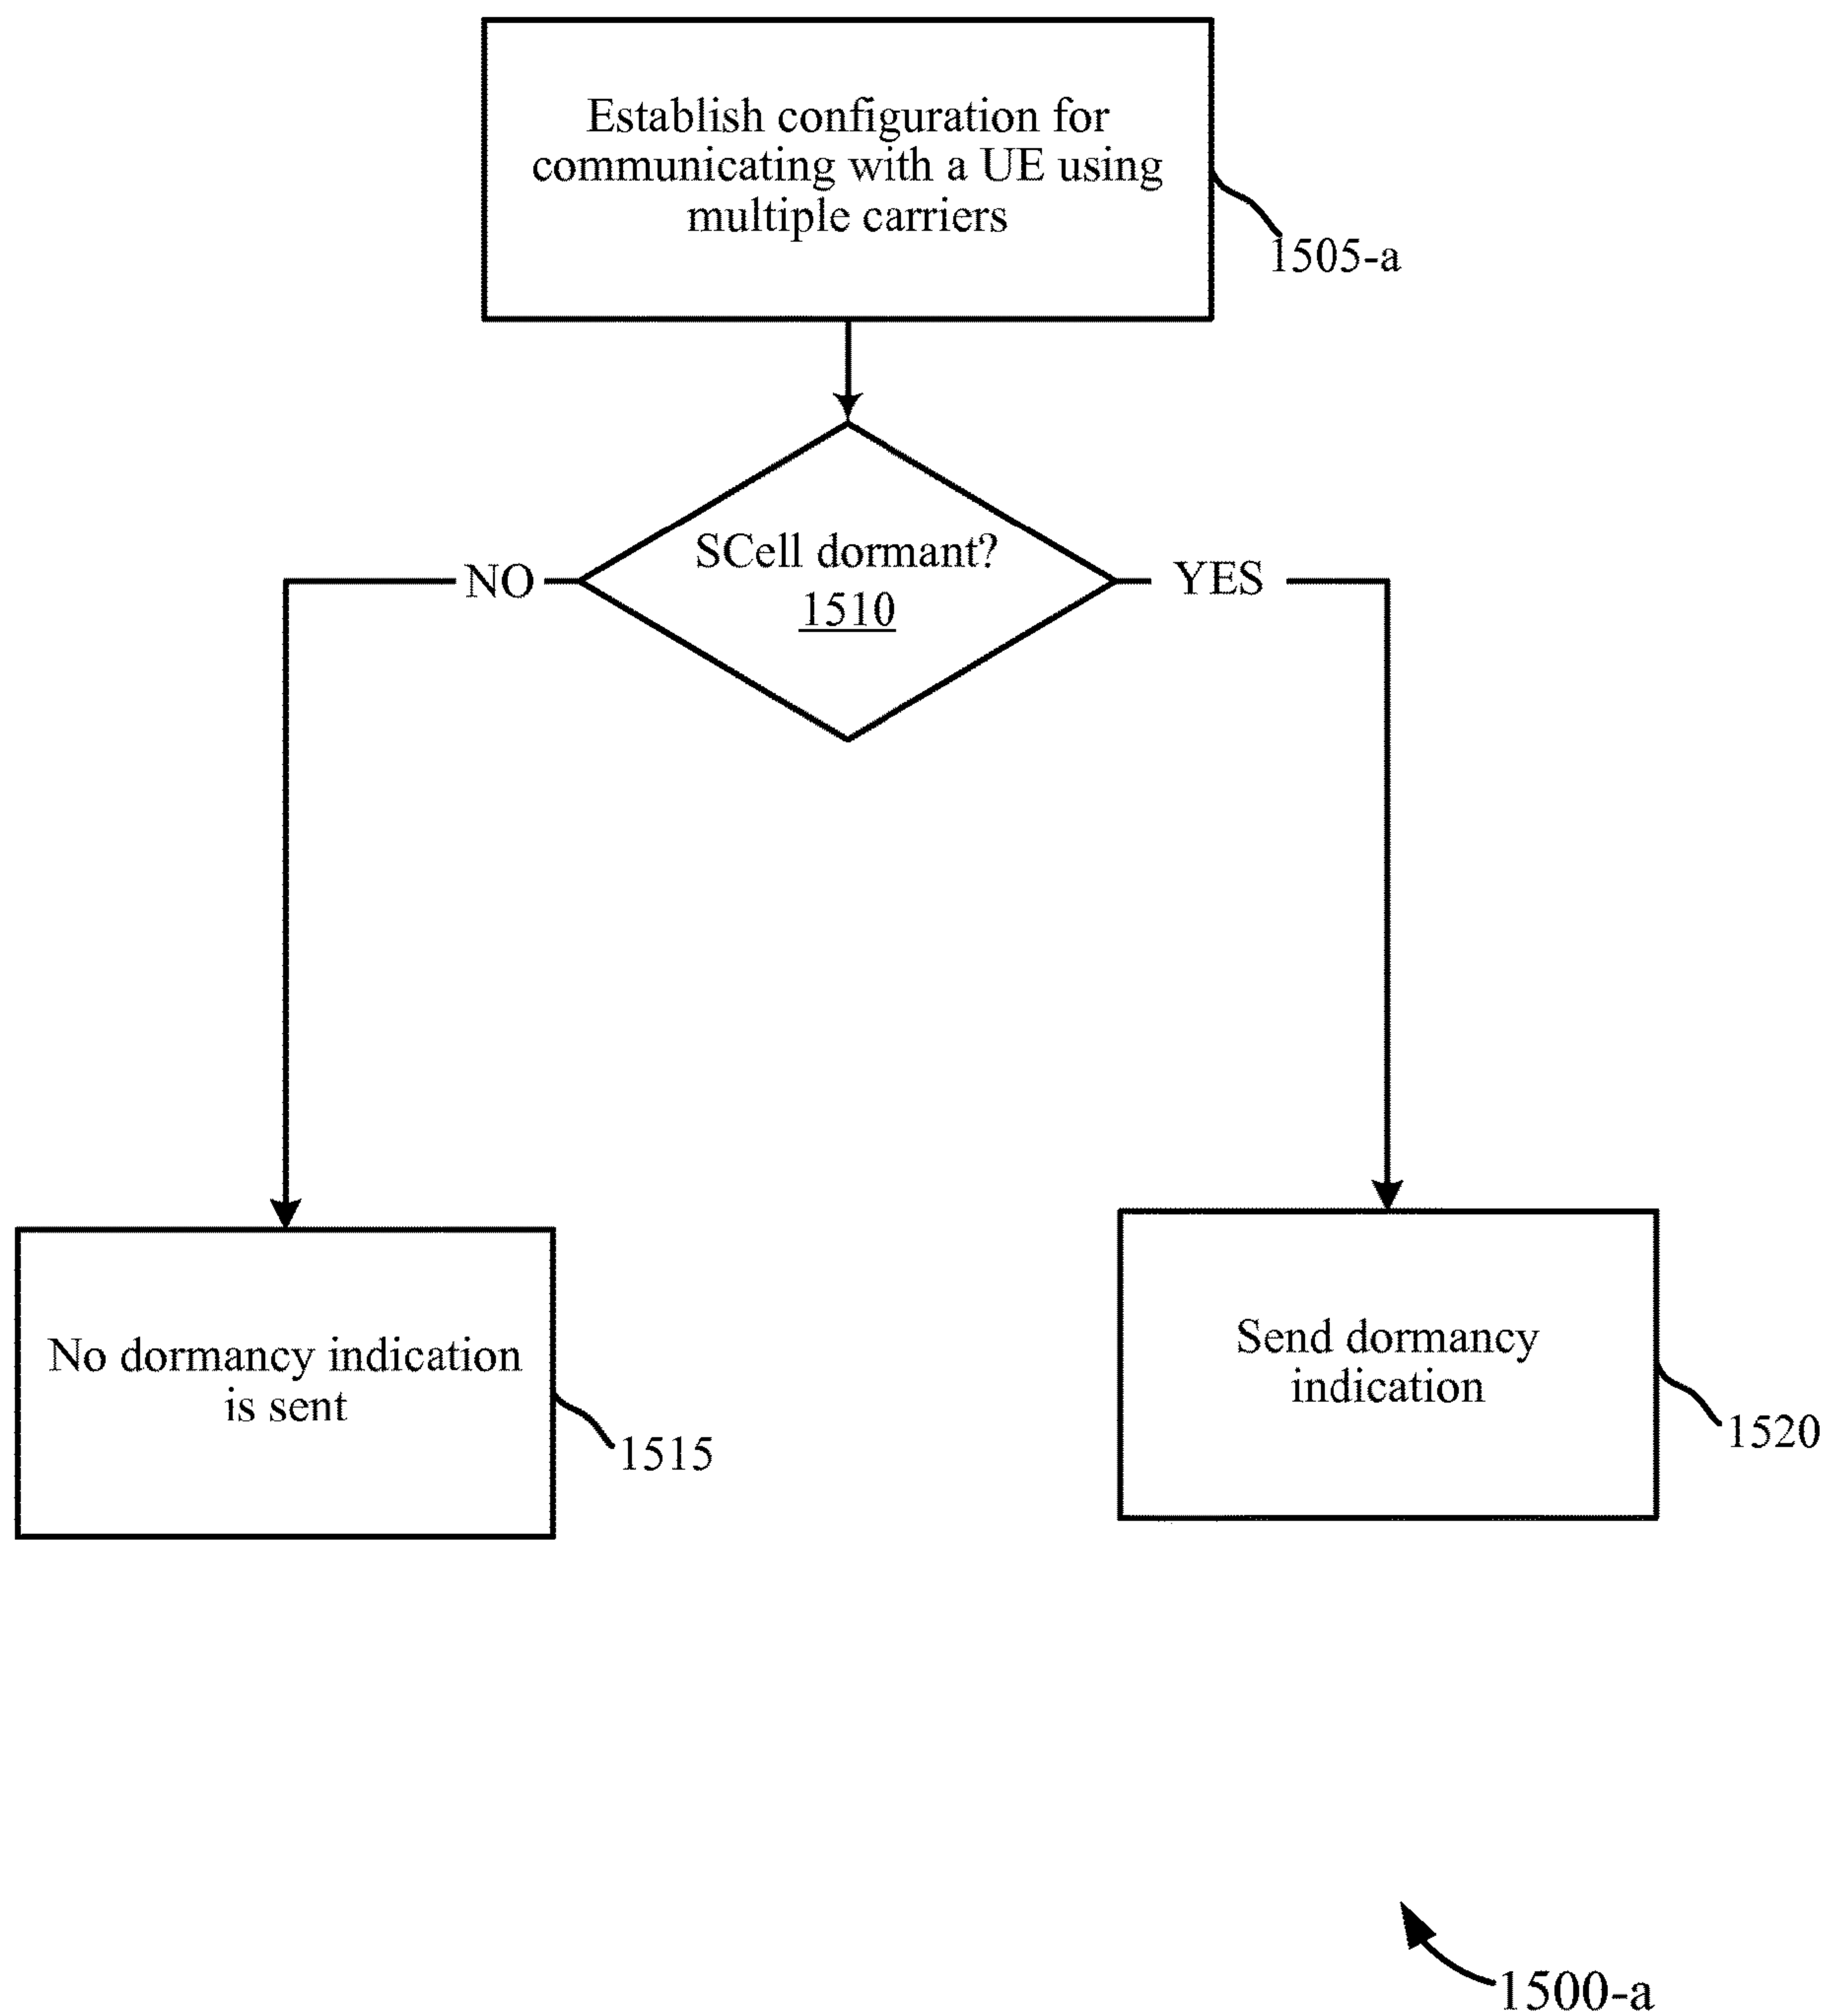 Establish configuration for
communicating with a UE using
multiple carriers
1505-a
SCell dormant?
1510
NO
YES
No dormancy indication
is sent
1515
Send dormancy
indication
1520
1500-a